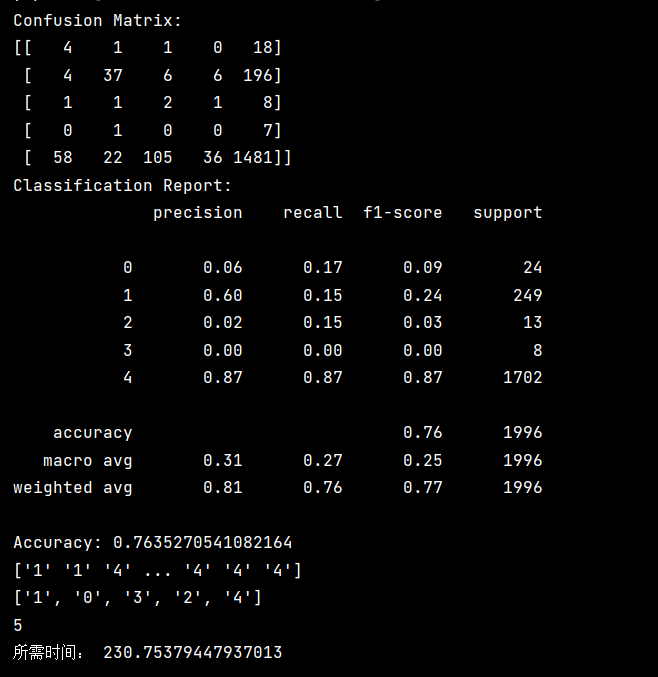 Confusion Matrix:
[[   4    1    1    0   18]
 [   4   37    6    6  196]
 [   1    1    2    1    8]
 [   0    1    0    0    7]
 [  58   22  105   36 1481]]
Classification Report:
              precision    recall  f1-score   support
           0       0.06      0.17      0.09        24
           1       0.60      0.15      0.24       249
           2       0.02      0.15      0.03        13
           3       0.00      0.00      0.00         8
           4       0.87      0.87      0.87      1702
    accuracy                           0.76      1996
   macro avg       0.31      0.27      0.25      1996
weighted avg       0.81      0.76      0.77      1996
Accuracy: 0.7635270541082164
['1' '1' '4' ... '4' '4' '4']
['1', '0', '3', '2', '4']
5
所需时间： 230.75379447937013